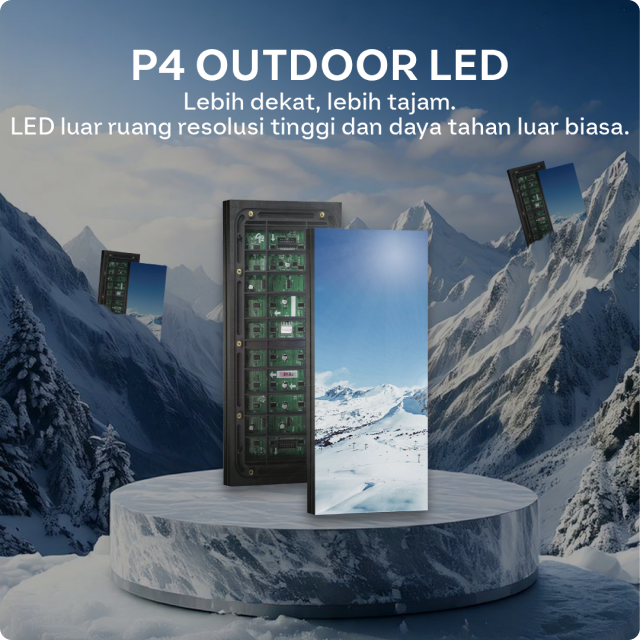 P4 OUTDOOR LED
Lebih dekat, lebih tajam.
LED luar ruang resolusi tinggi dan daya tahan luar biasa.